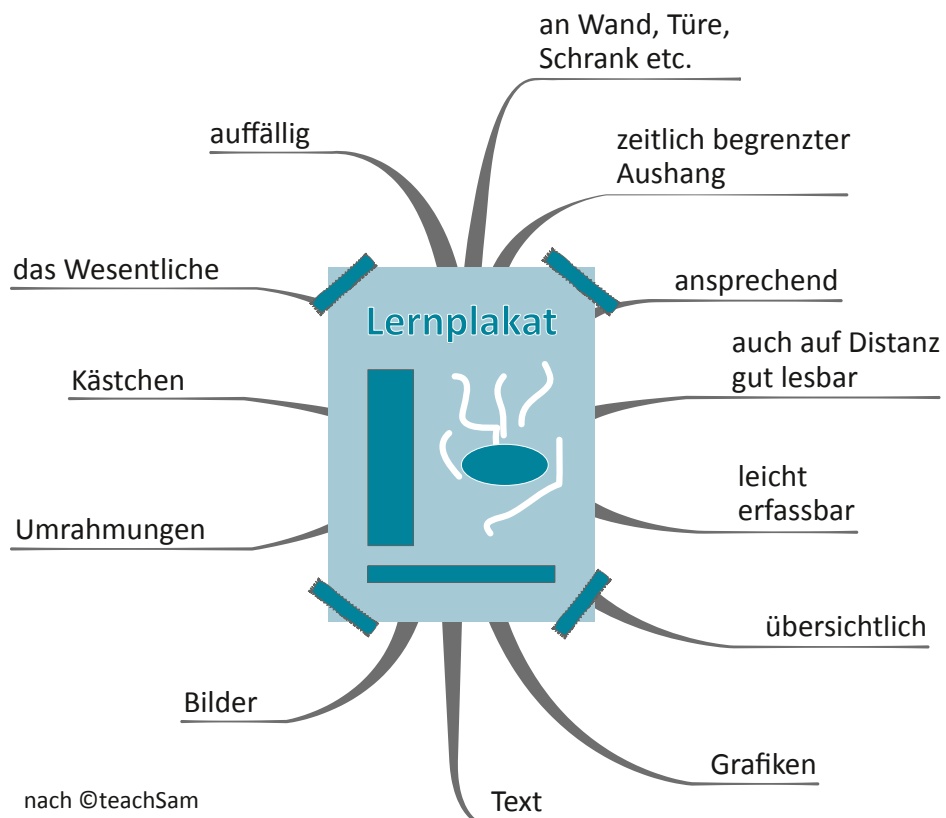 an Wand, Türe,
Schrank etc.
auffällig
zeitlich begrenzter
Aushang
das Wesentliche
ansprechend
Lernplakat
auch auf Distanz
gut lesbar
Kästchen
leicht
erfassbar
Umrahmungen
übersichtlich
Bilder
Grafiken
Text
nach ©teachSam